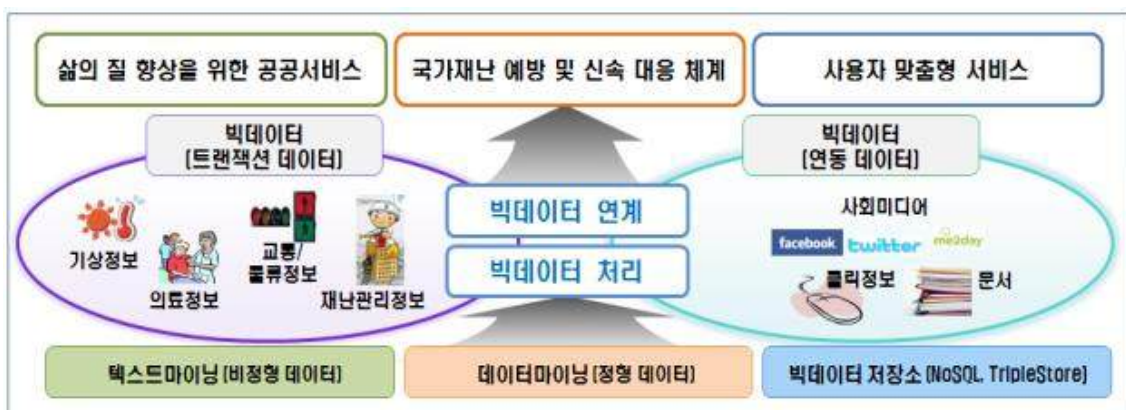 삶의 질 향상을 위한 공공서비스
국가재난 예방 및 신속 대응 체계
사용자 맞춤형 서비스
빅데이터
(트랜잭션 데이터)
빅데이터
(연동 데이터)
기상정보
의료정보
교통/
물류정보
재난관리정보
빅데이터 연계
빅데이터 처리
사회미디어
facebook
twitter
me2day
클릭정보
문서
텍스트마이닝(비정형 데이터)
데이터마이닝(정형 데이터)
빅데이터 저장소(NoSQL, TripleStore)